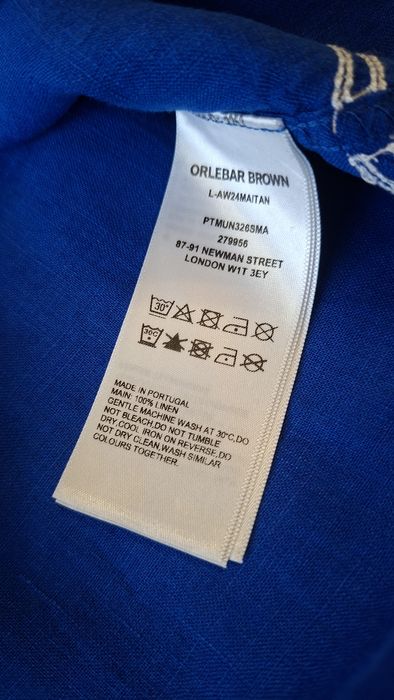 ORLEBAR BROWN
L-AW24MAITAN
PTMUN326SMA
279956
87-91 NEWMAN STREET
LONDON W1T 3EY
30°
30C
MADE IN PORTUGAL
MAIN: 100% LINEN
GENTLE MACHINE WASH AT 30°C,DO
NOT BLEACH.DO NOT TUMBLE
DRY.COOL IRON ON REVERSE,DO
NOT DRY CLEAN,WASH SIMILAR
COLOURS TOGETHER.